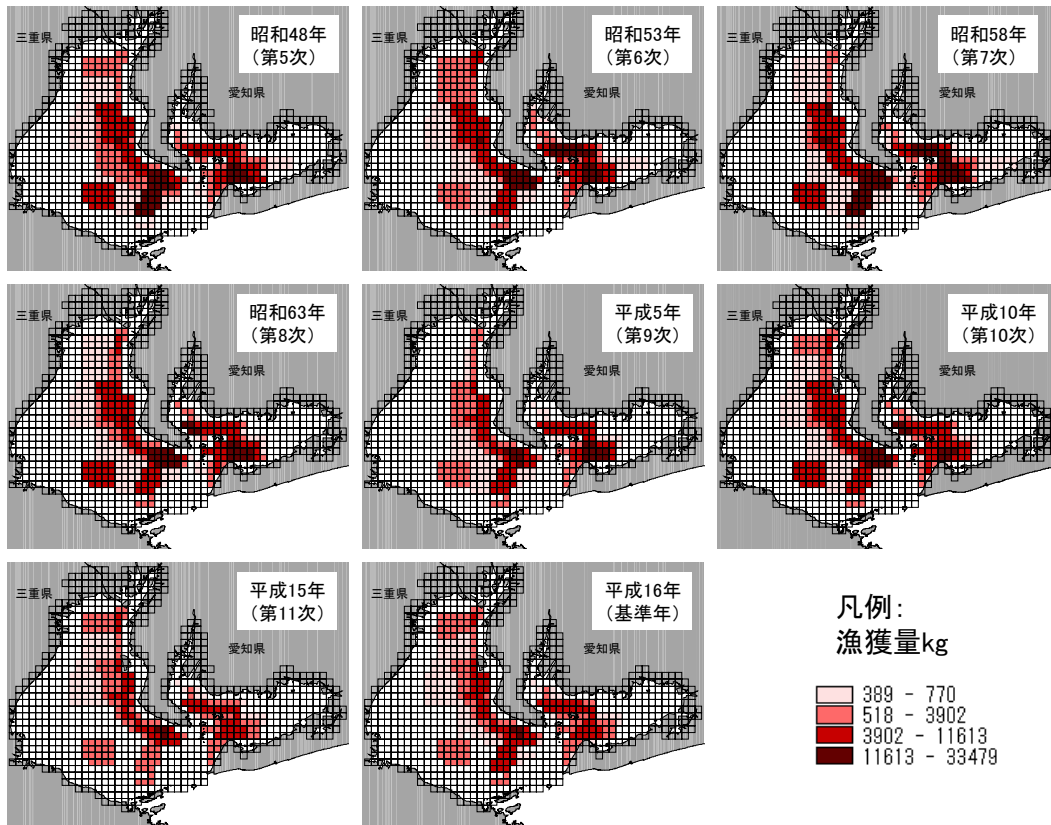 三重県
昭和48年
(第5次)
愛知県
三重県
昭和53年
(第6次)
愛知県
三重県
昭和58年
(第7次)
愛知県
三重県
昭和63年
(第8次)
愛知県
三重県
平成5年
(第9次)
愛知県
三重県
平成10年
(第10次)
愛知県
三重県
平成15年
(第11次)
愛知県
三重県
平成16年
(基準年)
愛知県
凡例:
漁獲量kg
389 - 770
518 - 3902
3902 - 11613
11613 - 33479